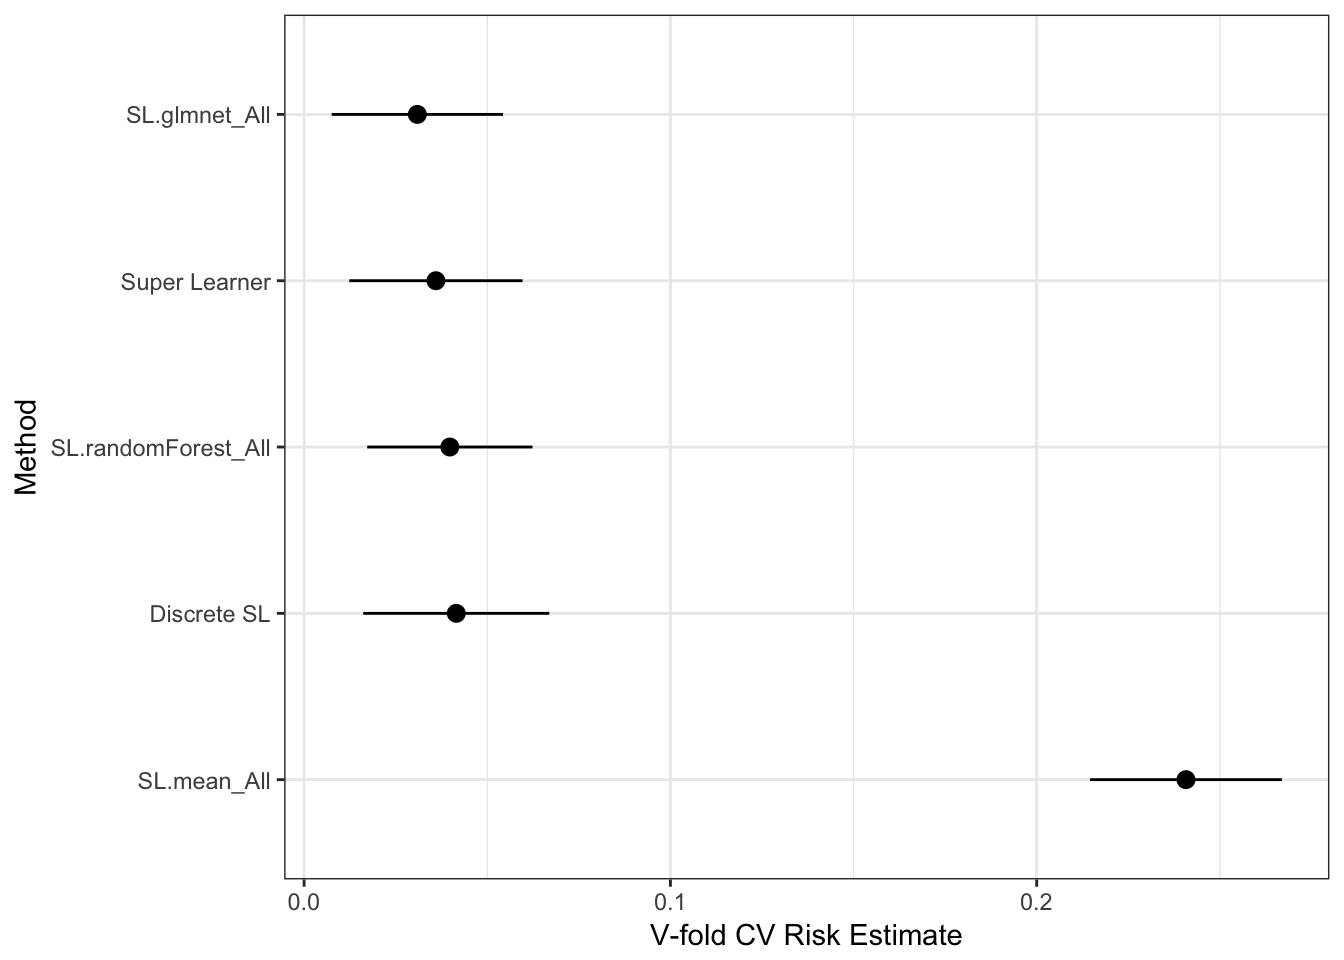 SL.glmnet_All
Super Learner
SL.randomForest_All
Discrete SL
SL.mean_All
Method
0.0 0.1 0.2
V-fold CV Risk Estimate